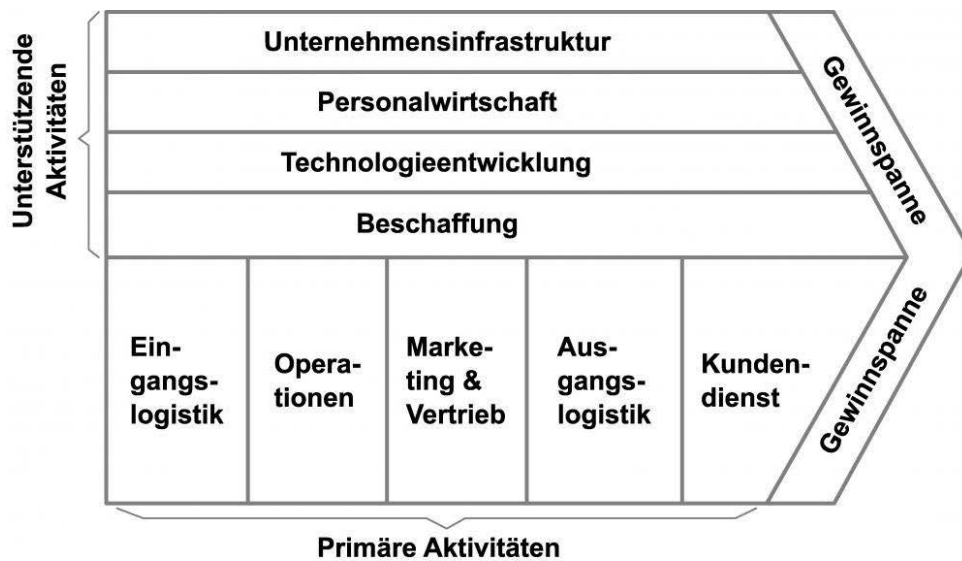 Unterstützende
Aktivitäten
Unternehmensinfrastruktur
Personalwirtschaft
Technologieentwicklung
Beschaffung
Gewinnspanne
Ein-
gangs-
logistik
Opera-
tionen
Marke-
ting &
Vertrieb
Aus-
gangs-
logistik
Kunden-
dienst
Gewinnspanne
Primäre Aktivitäten